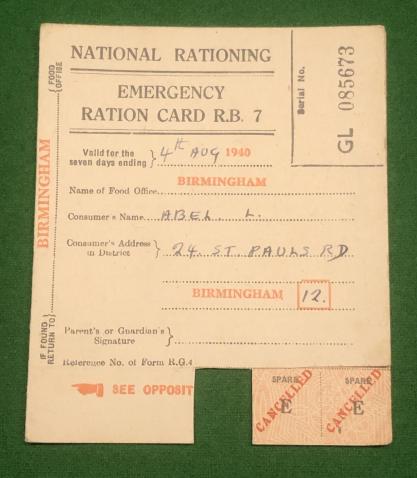 NATIONAL RATIONING
EMERGENCY
RATION CARD R.B. 7
Serial No.
GL 085673
Valid for the
seven days ending } 4th AUG 1940
BIRMINGHAM
Name of Food Office
Consumer's Name ABEL. L.
Consumer's Address
in District } 24 ST PAULS RD
BIRMINGHAM 12.
Parent's or Guardian's
Signature }
Reference No. of Form R.G.4
SEE OPPOSIT
IF FOUND
RETURN TO { BIRMINGHAM } FOOD
OFFICE
SPARE
E
CANCELLED
SPARE
E
CANCELLED